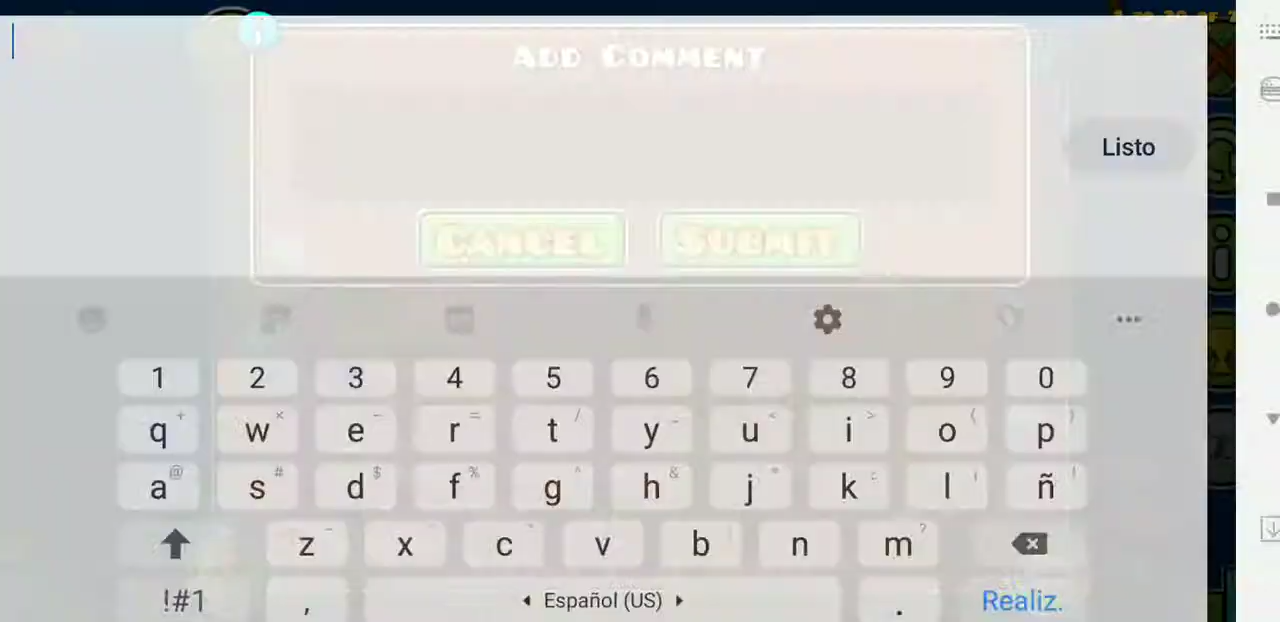 Add Comment
Listo
Cancel Submit
1 2 3 4 5 6 7 8 9 0
q w e r t y u i o p
a s d f g h j k l ñ
z x c v b n m
!#1 , Español (US) . Realiz.